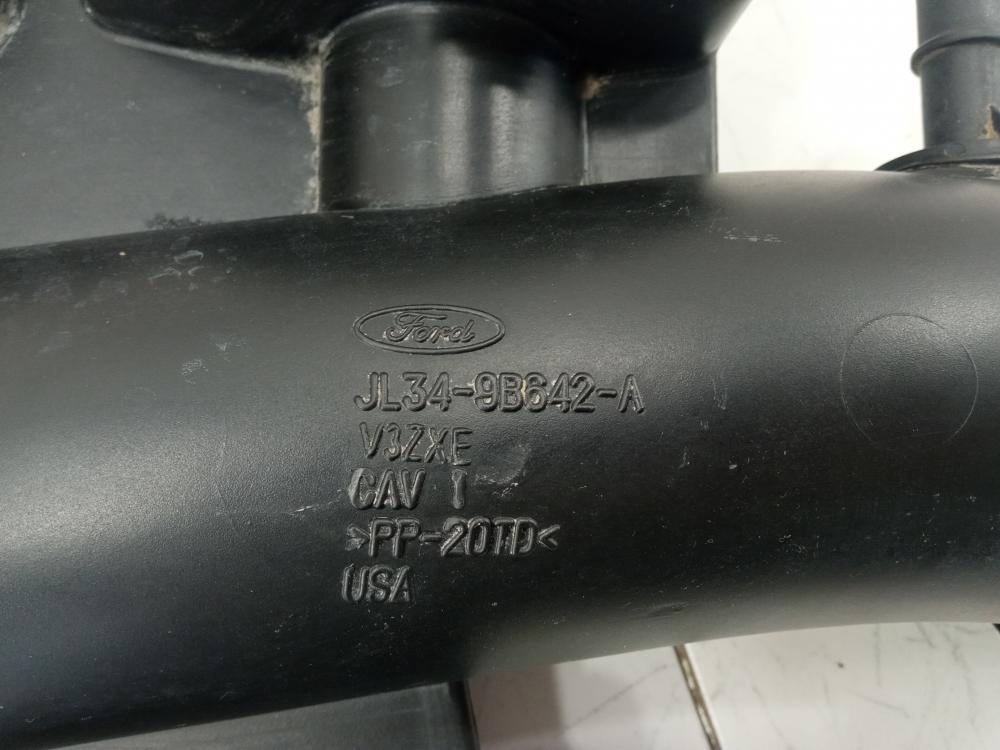 Ford
JL34-9B642-A
V3ZXE
CAV 1
>PP-20TD<
USA